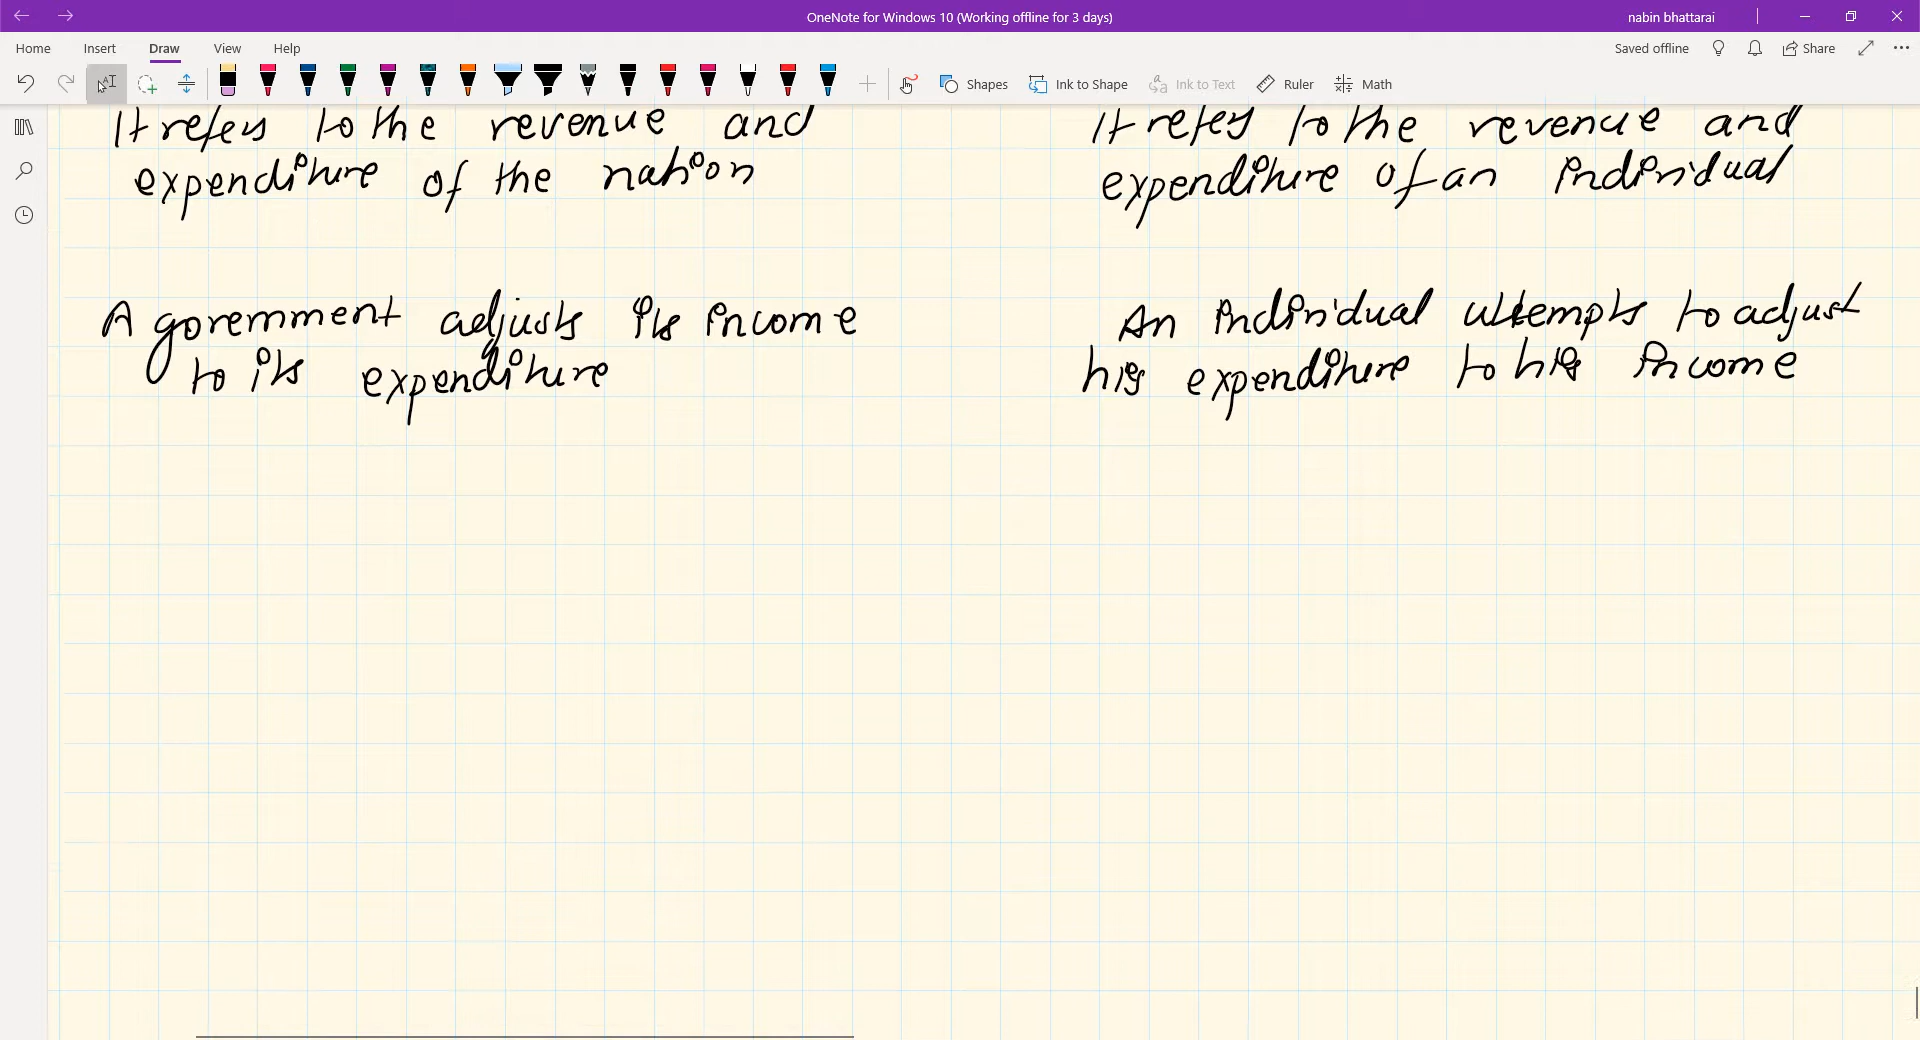 OneNote for Windows 10 (Working offline for 3 days)
nabin bhattarai
Home Insert Draw View Help
Saved offline Share
Shapes Ink to Shape Ink to Text Ruler Math
It refers to the revenue and
expenditure of the nation
A government adjusts its income
to its expenditure
It refers to the revenue and
expenditure of an individual
An individual attempts to adjust
his expenditure to his income